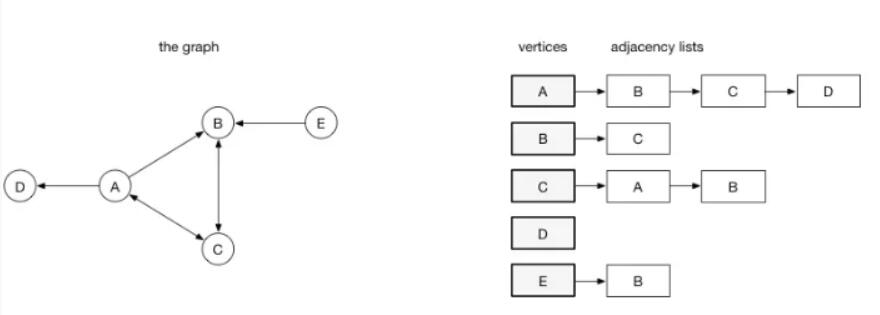 the graph
vertices adjacency lists
A B C D
B E
B C
D A
C A B
C
D
E B